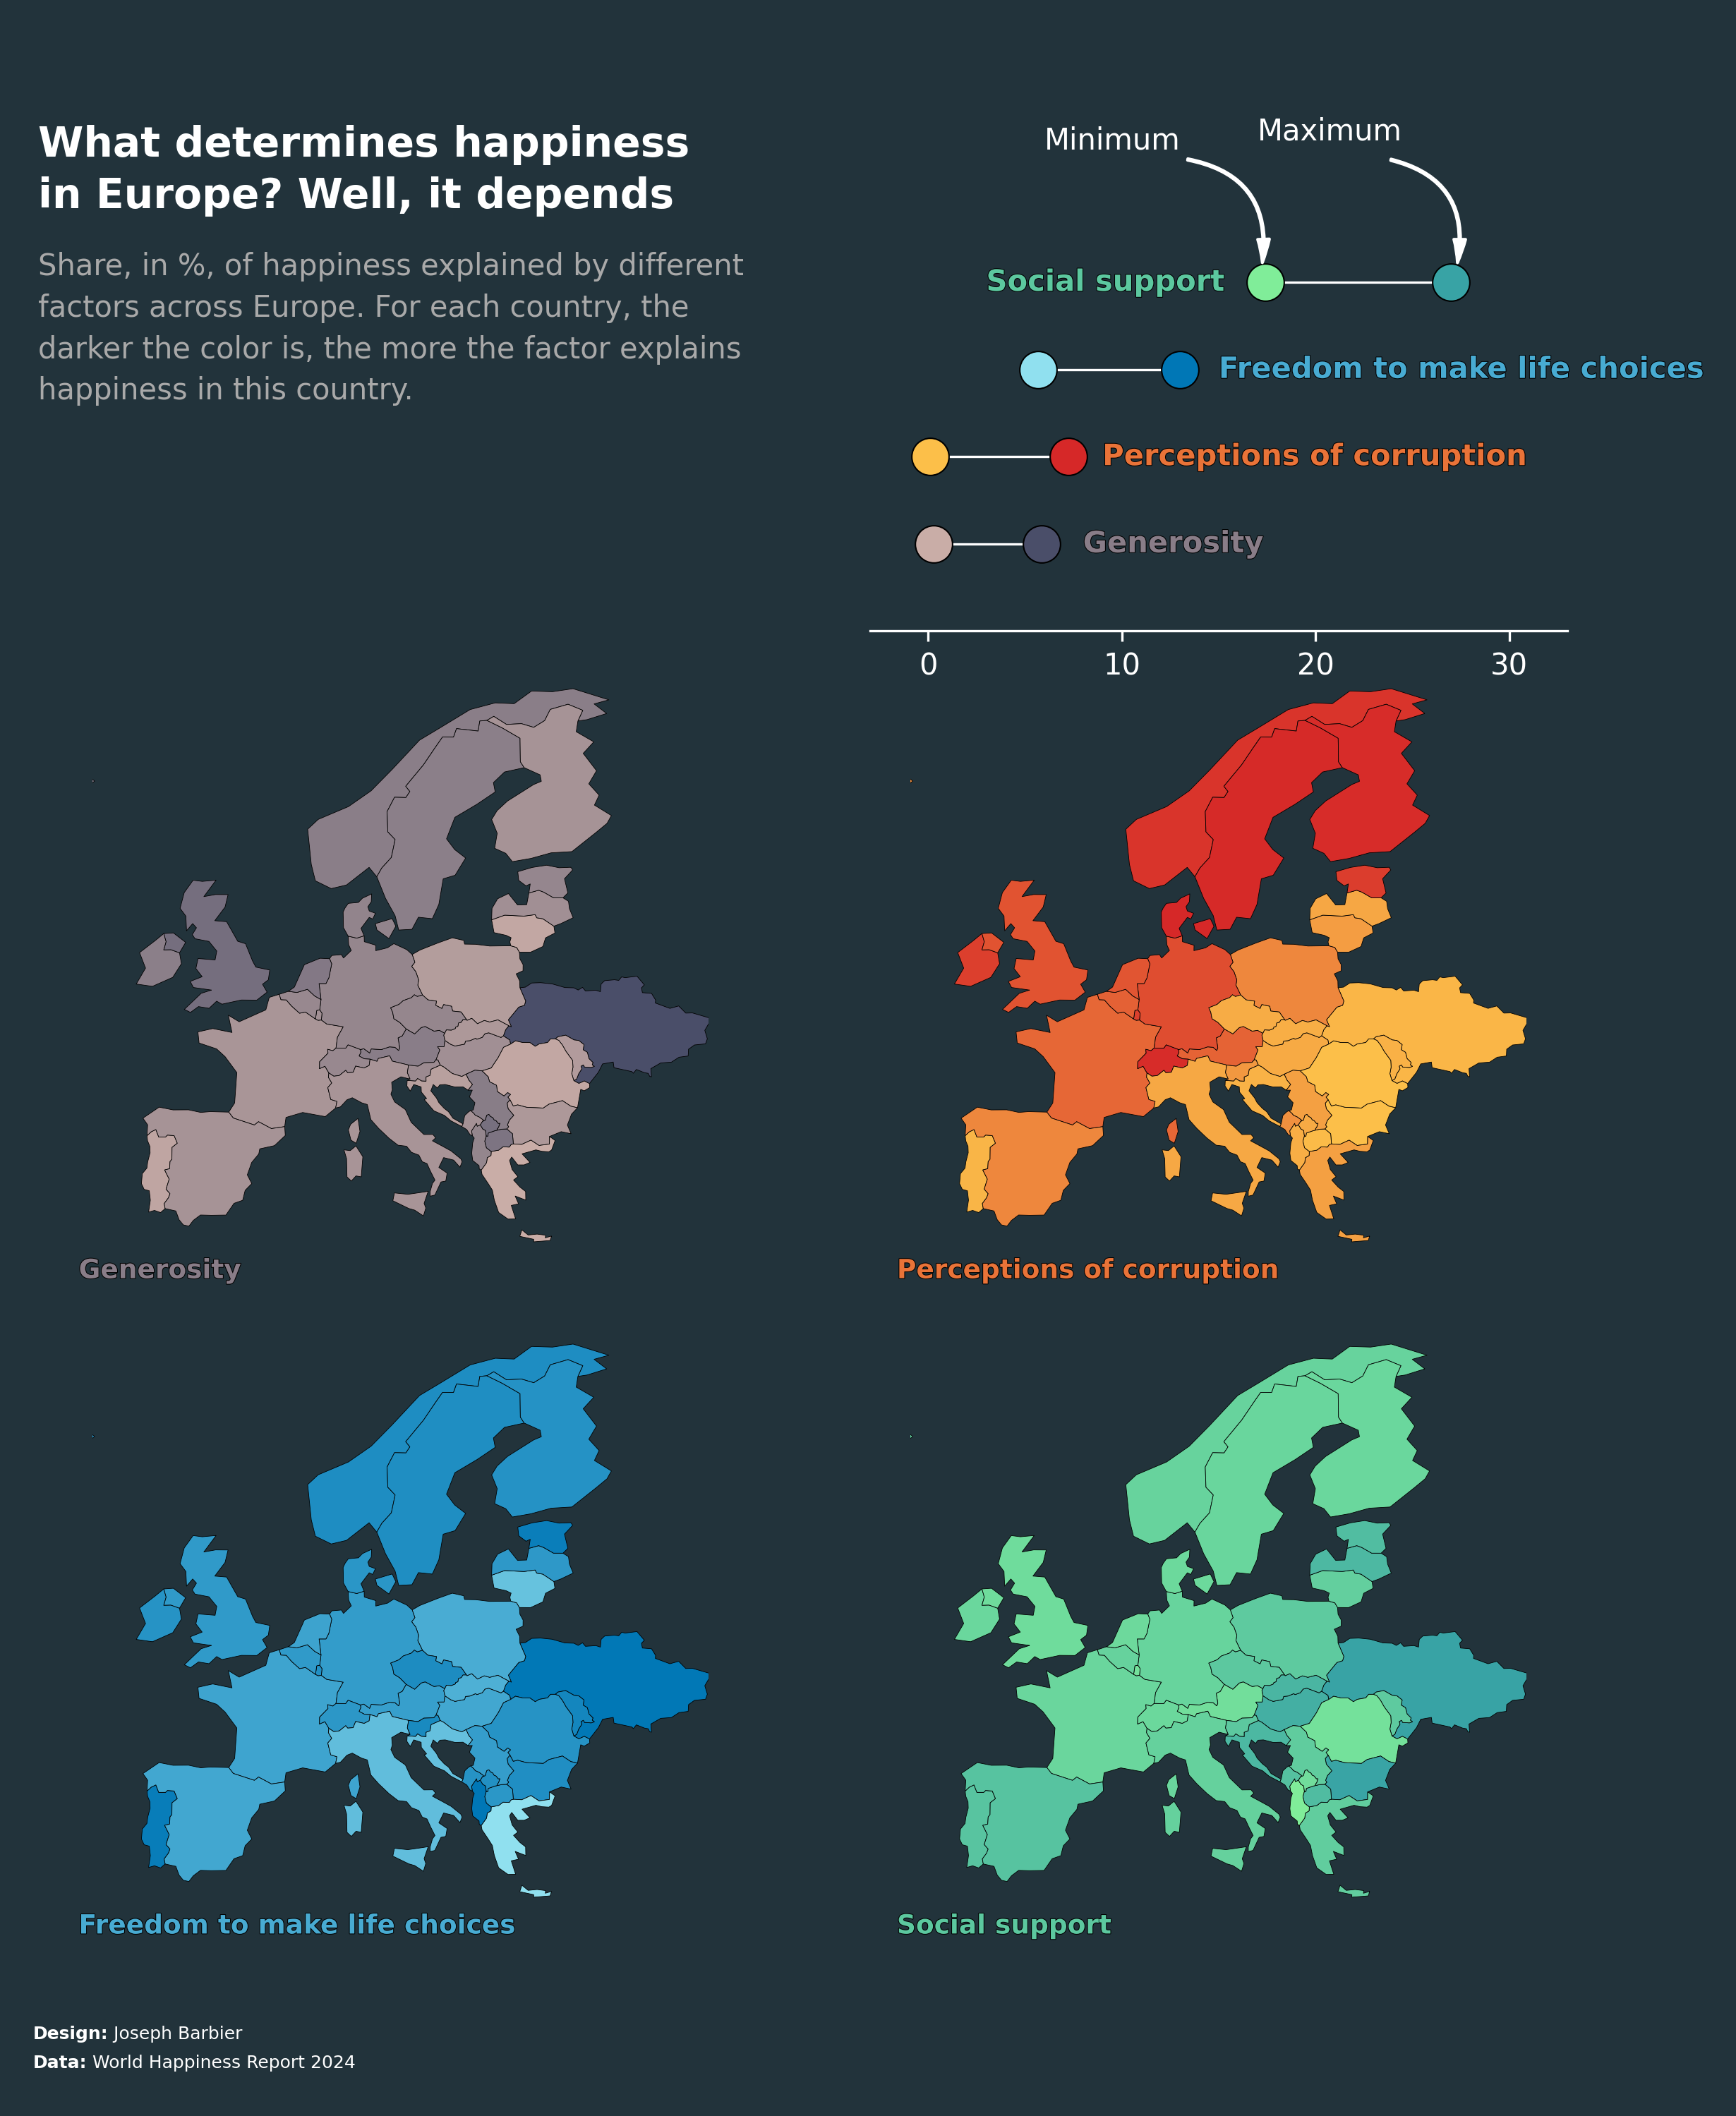 What determines happiness
in Europe? Well, it depends
Share, in %, of happiness explained by different
factors across Europe. For each country, the
darker the color is, the more the factor explains
happiness in this country.
Minimum
Maximum
Social support
Freedom to make life choices
Perceptions of corruption
Generosity
0 10 20 30
Generosity
Perceptions of corruption
Freedom to make life choices
Social support
Design: Joseph Barbier
Data: World Happiness Report 2024